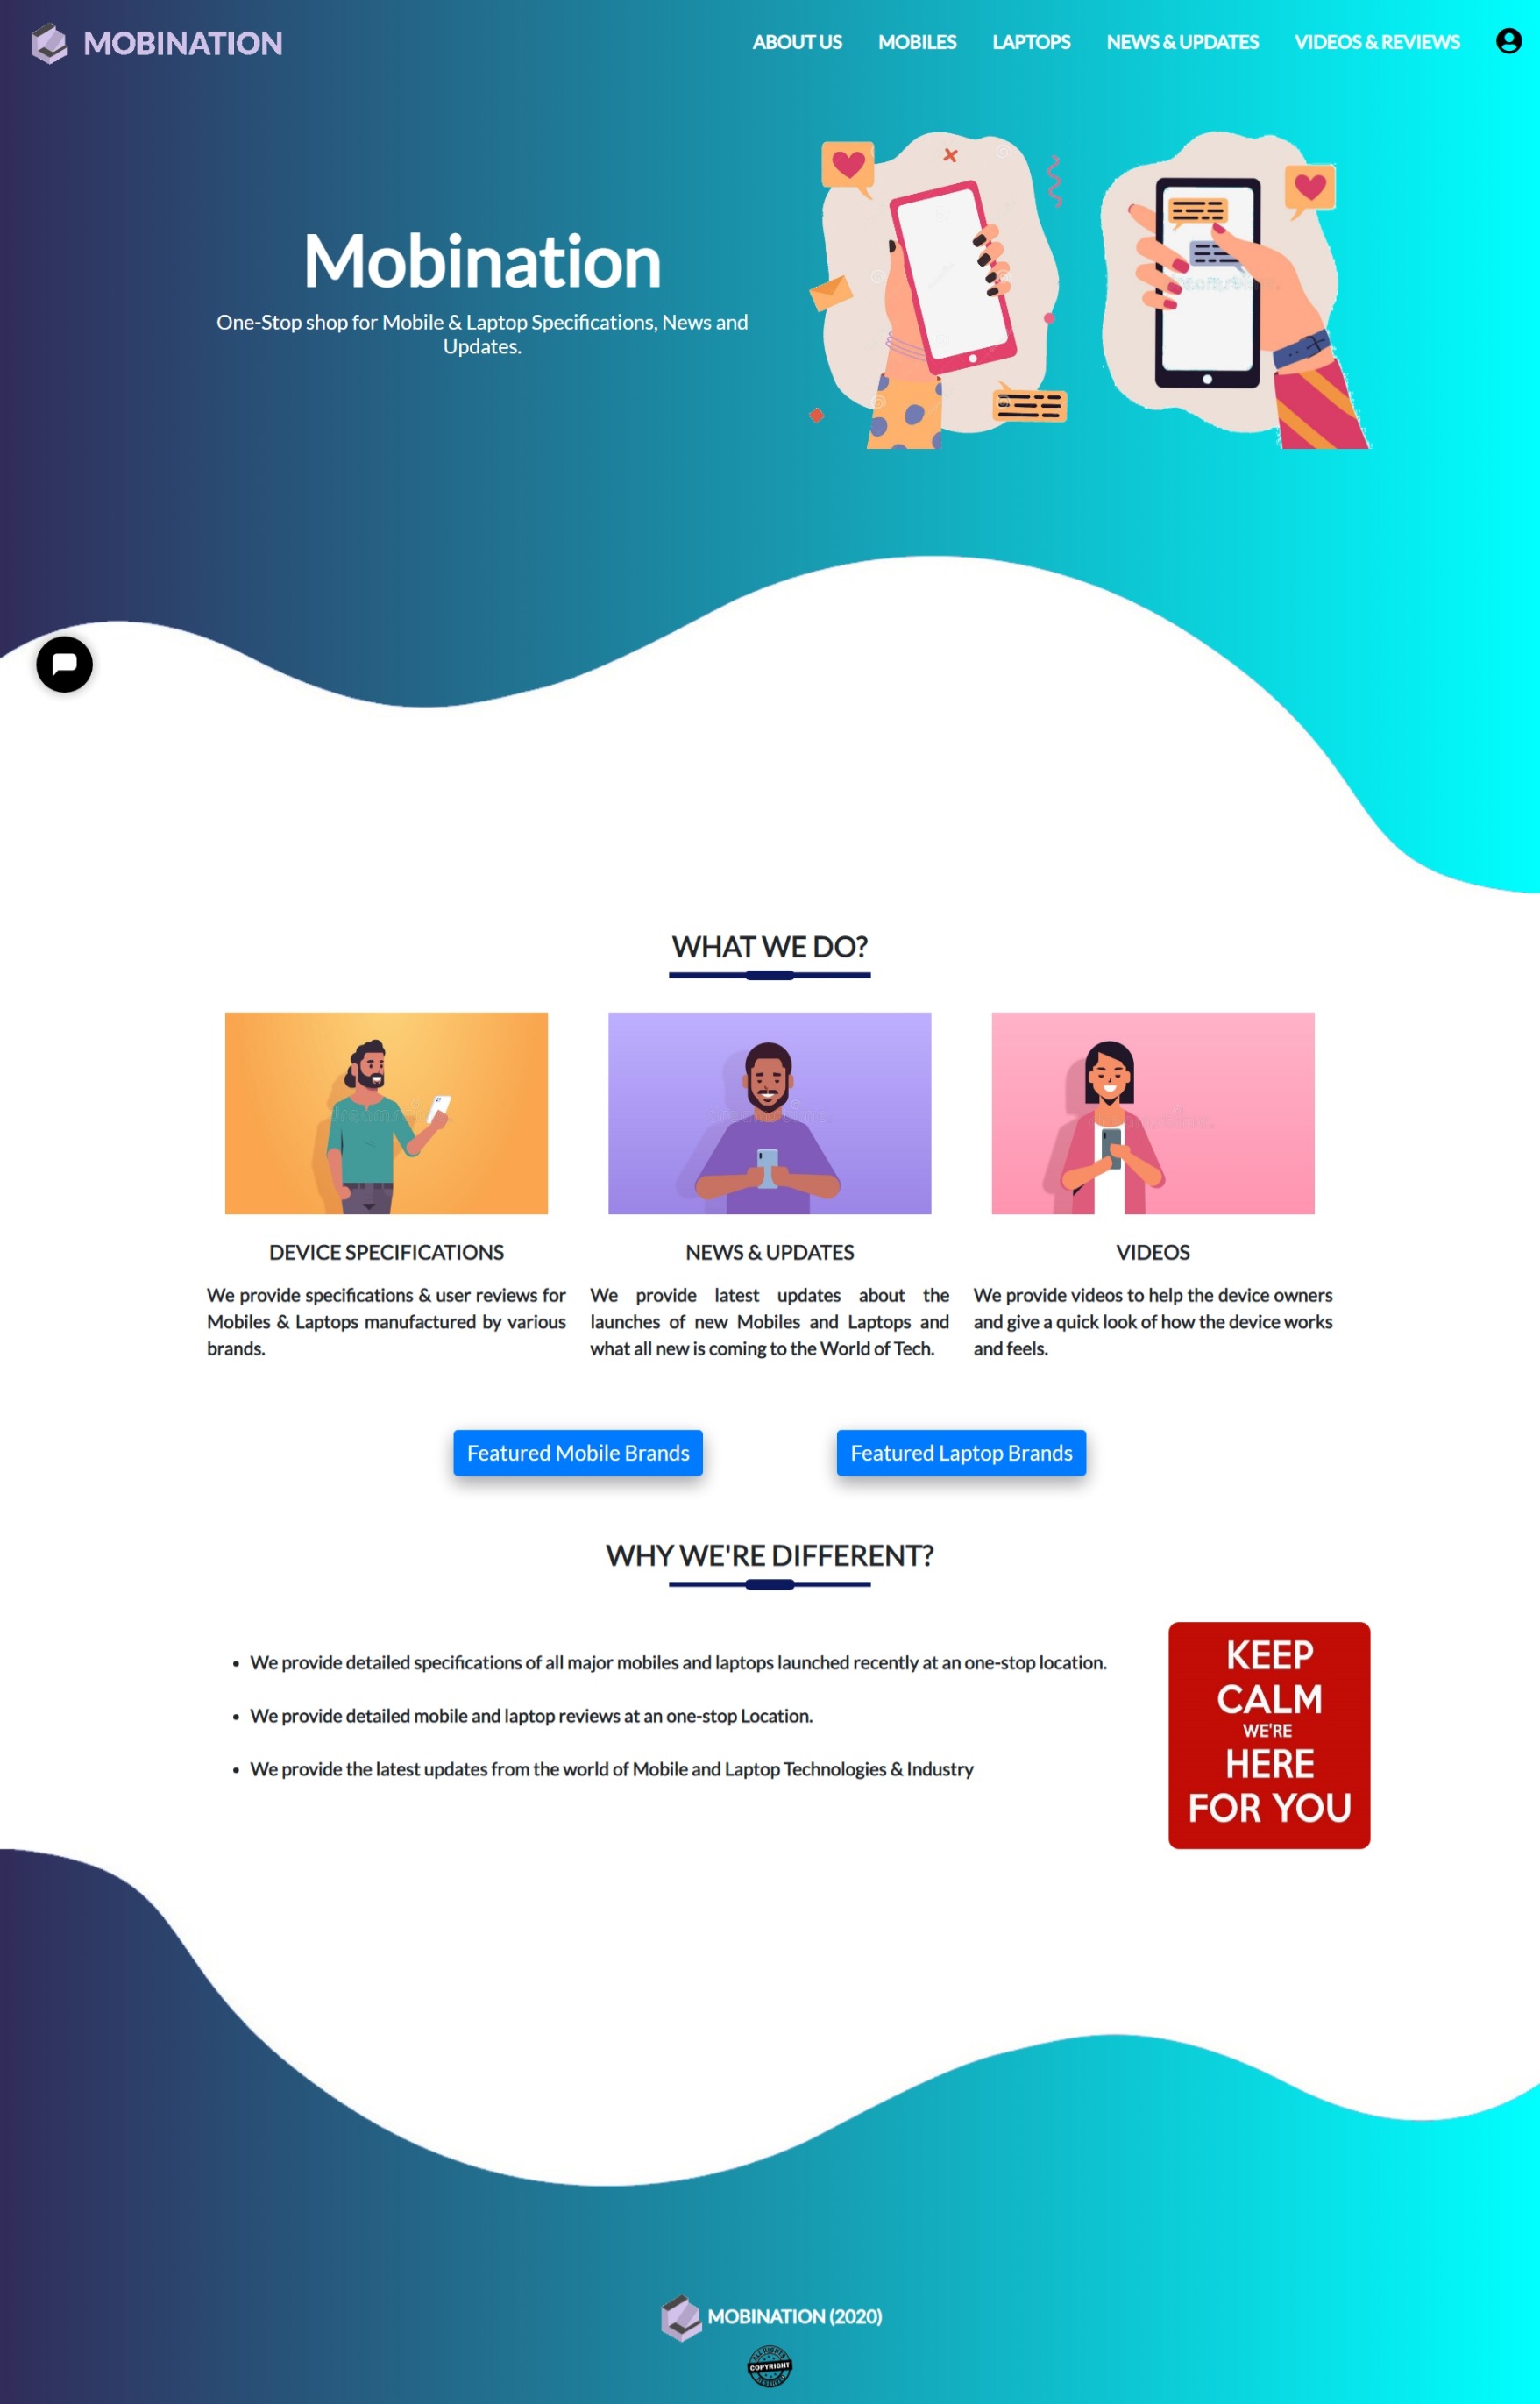 MOBINATION
ABOUT US
MOBILES
LAPTOPS
NEWS & UPDATES
VIDEOS & REVIEWS
Mobination
One-Stop shop for Mobile & Laptop Specifications, News and
Updates.
WHAT WE DO?
DEVICE SPECIFICATIONS
We provide specifications & user reviews for
Mobiles & Laptops manufactured by various
brands.
NEWS & UPDATES
We provide latest updates about the
launches of new Mobiles and Laptops and
what all new is coming to the World of Tech.
VIDEOS
We provide videos to help the device owners
and give a quick look of how the device works
and feels.
Featured Mobile Brands
Featured Laptop Brands
WHY WE'RE DIFFERENT?
• We provide detailed specifications of all major mobiles and laptops launched recently at an one-stop location.
• We provide detailed mobile and laptop reviews at an one-stop Location.
• We provide the latest updates from the world of Mobile and Laptop Technologies & Industry
KEEP
CALM
WE'RE
HERE
FOR YOU
MOBINATION (2020)
ALL RIGHTS
COPYRIGHT